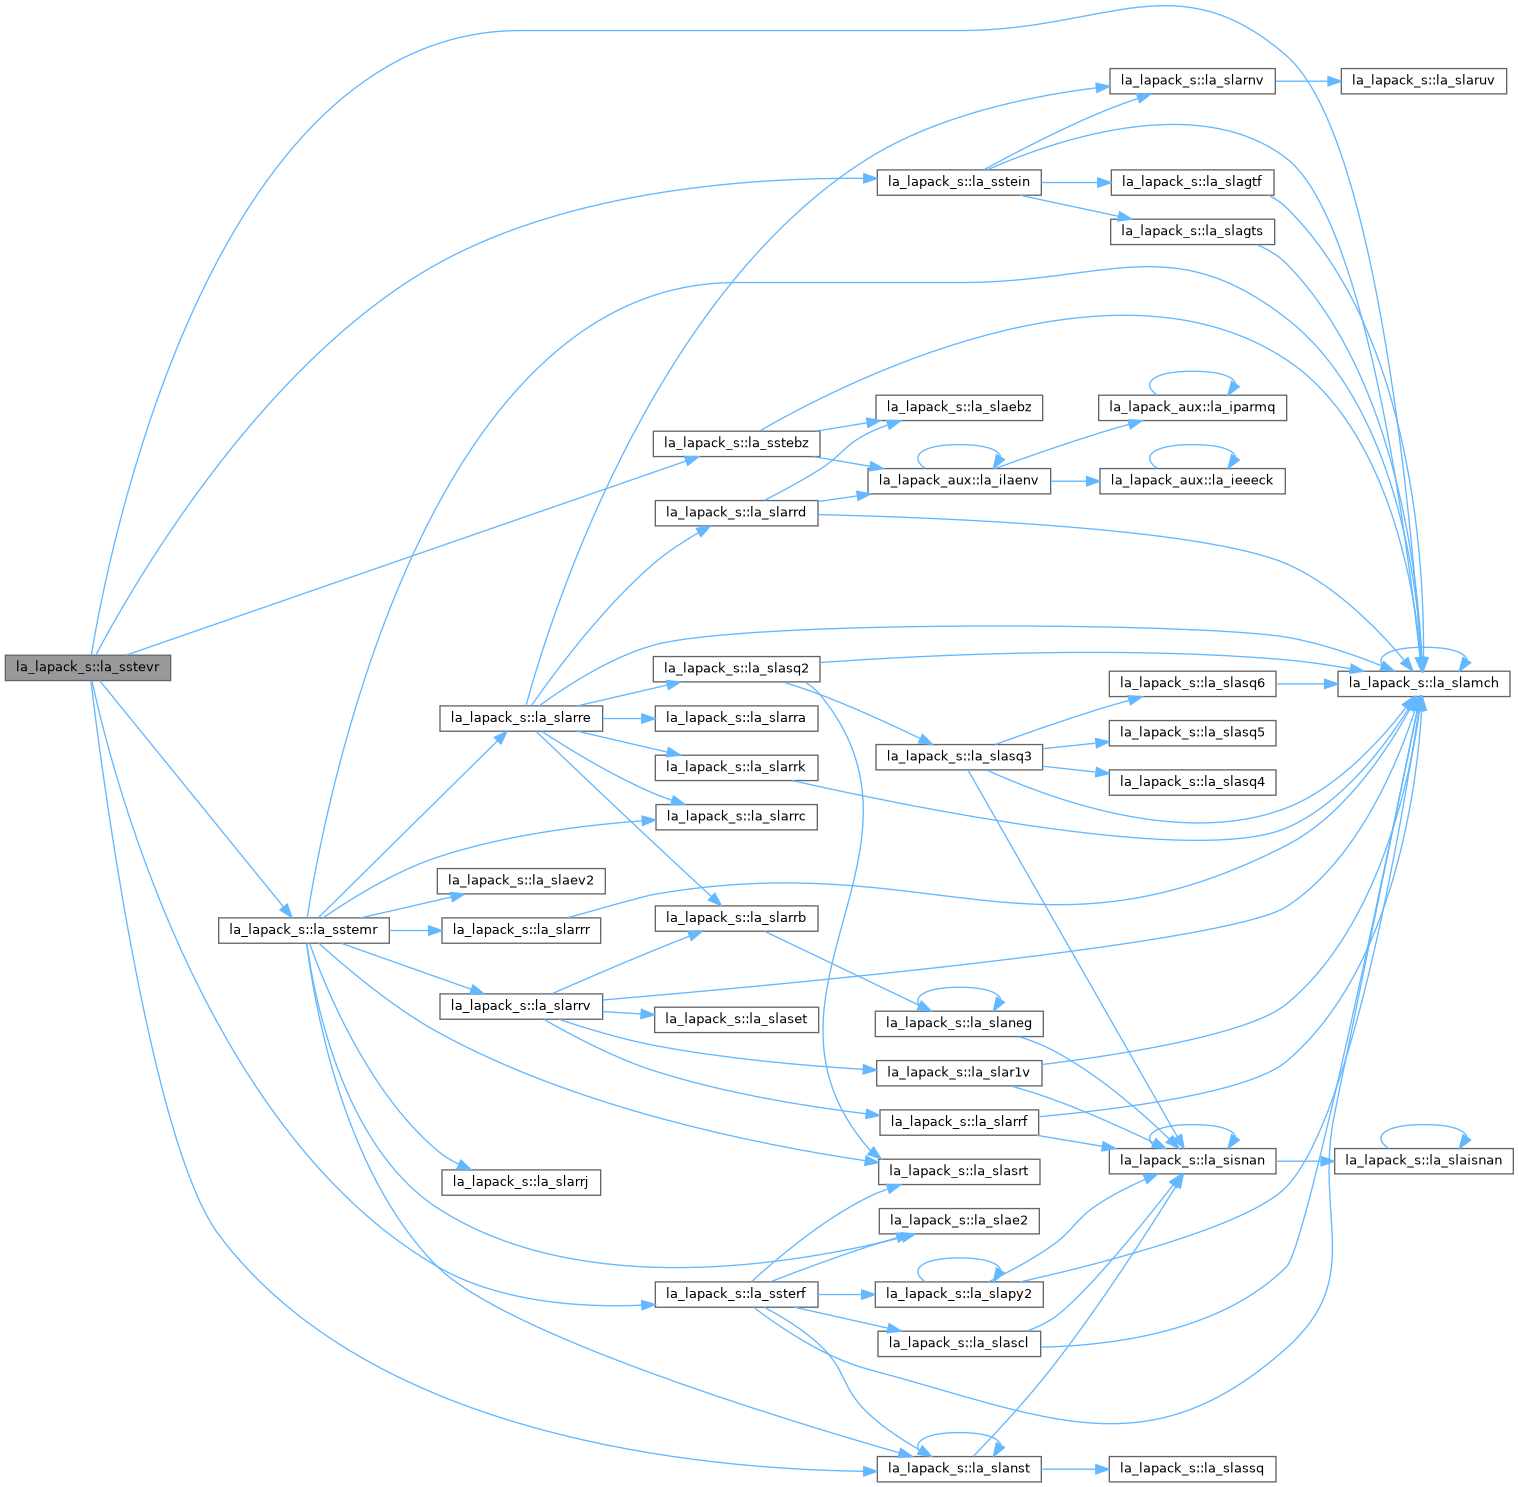 la_lapack_s::la_slarnv
la_lapack_s::la_slaruv
la_lapack_s::la_sstein
la_lapack_s::la_slagtf
la_lapack_s::la_slagts
la_lapack_s::la_slaebz
la_lapack_aux::la_iparmq
la_lapack_s::la_sstebz
la_lapack_aux::la_ilaenv
la_lapack_aux::la_ieeeck
la_lapack_s::la_slarrd
la_lapack_s::la_sstevr
la_lapack_s::la_slasq2
la_lapack_s::la_slasq6
la_lapack_s::la_slamch
la_lapack_s::la_slarre
la_lapack_s::la_slarra
la_lapack_s::la_slasq5
la_lapack_s::la_slasq3
la_lapack_s::la_slarrk
la_lapack_s::la_slasq4
la_lapack_s::la_slarrc
la_lapack_s::la_slaev2
la_lapack_s::la_slarrb
la_lapack_s::la_sstemr
la_lapack_s::la_slarrr
la_lapack_s::la_slarrv
la_lapack_s::la_slaset
la_lapack_s::la_slaneg
la_lapack_s::la_slar1v
la_lapack_s::la_slarrf
la_lapack_s::la_sisnan
la_lapack_s::la_slaisnan
la_lapack_s::la_slasrt
la_lapack_s::la_slarrj
la_lapack_s::la_slae2
la_lapack_s::la_ssterf
la_lapack_s::la_slapy2
la_lapack_s::la_slascl
la_lapack_s::la_slanst
la_lapack_s::la_slassq